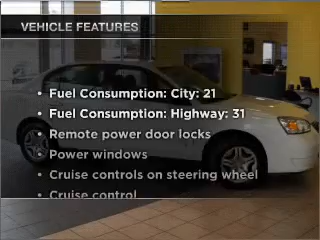 VEHICLE FEATURES
• Fuel Consumption: City: 21
• Fuel Consumption: Highway: 31
• Remote power door locks
• Power windows
• Cruise controls on steering wheel
• Cruise control